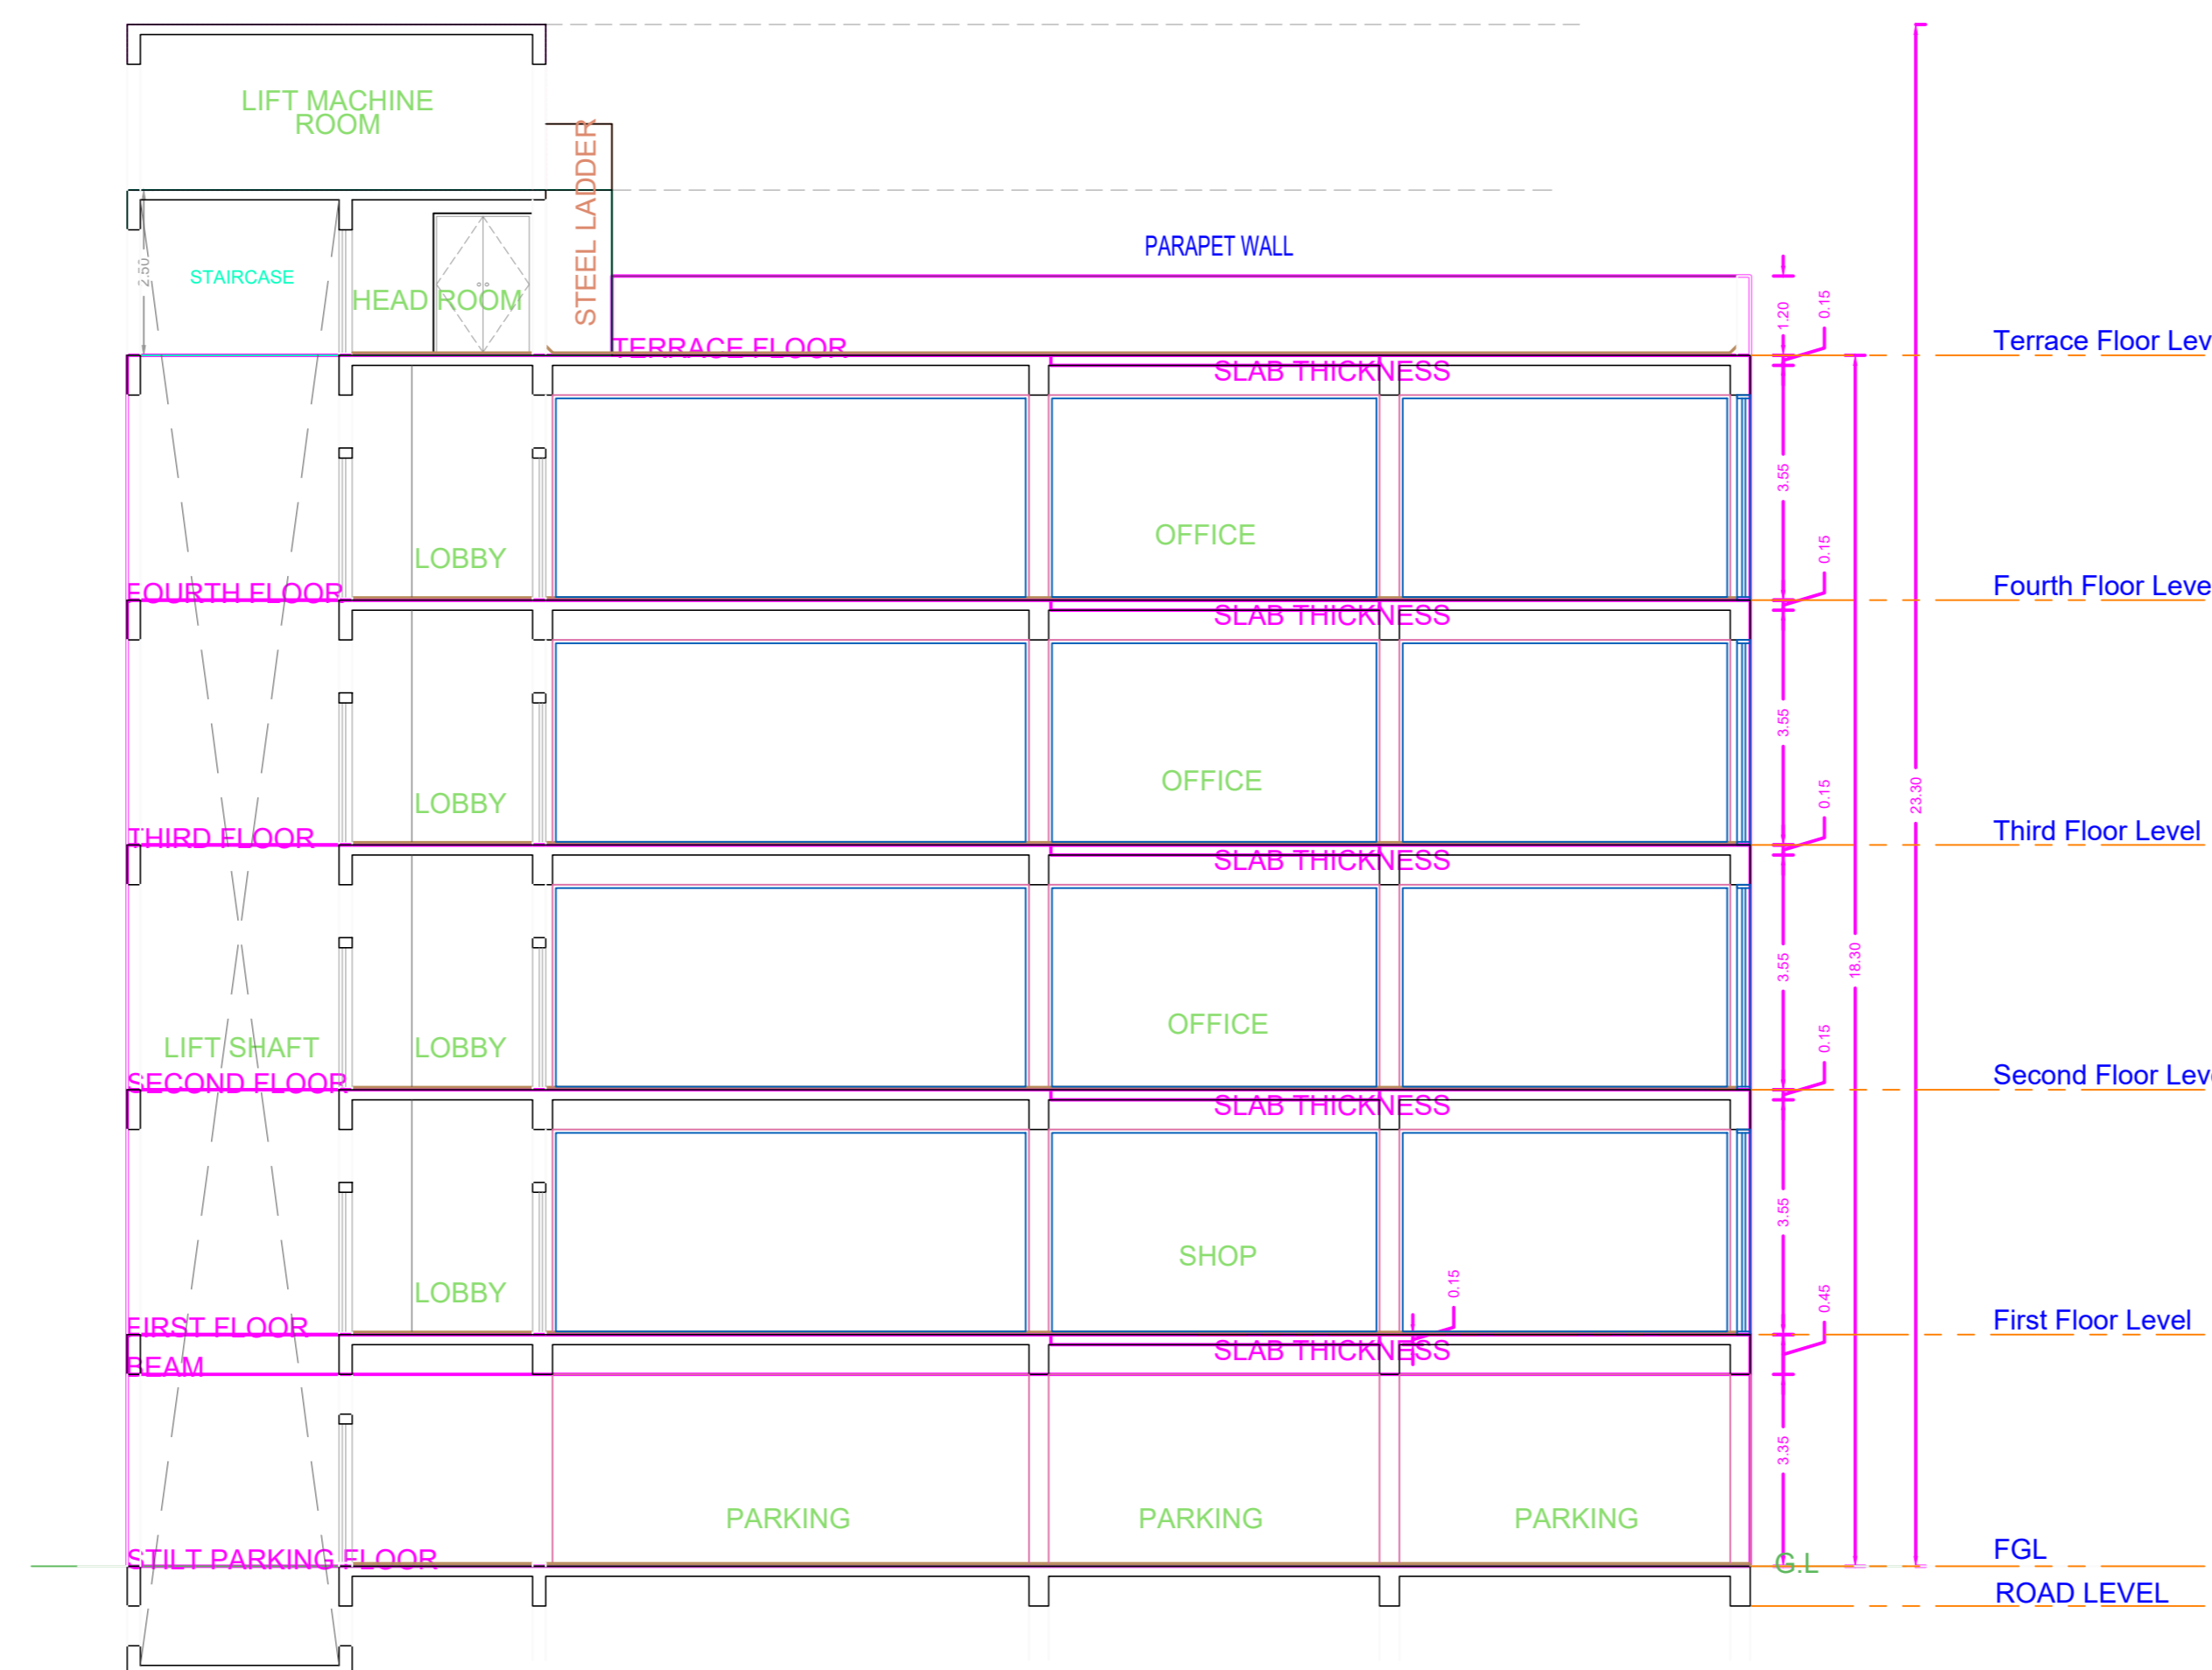 LIFT MACHINE
ROOM
STEEL LADDER
PARAPET WALL
2.50
STAIRCASE
HEAD ROOM
1.20
0.15
TERRACE FLOOR
Terrace Floor Lev
SLAB THICKNESS
3.55
OFFICE
LOBBY
0.15
FOURTH FLOOR
Fourth Floor Leve
SLAB THICKNESS
3.55
OFFICE
LOBBY
0.15
23.30
THIRD FLOOR
Third Floor Level
SLAB THICKNESS
3.55
18.30
OFFICE
LIFT SHAFT
LOBBY
0.15
SECOND FLOOR
Second Floor Lev
SLAB THICKNESS
3.55
SHOP
LOBBY
0.15
0.45
FIRST FLOOR
First Floor Level
SLAB THICKNESS
BEAM
3.35
PARKING
PARKING
PARKING
STILT PARKING FLOOR
G.L
FGL
ROAD LEVEL